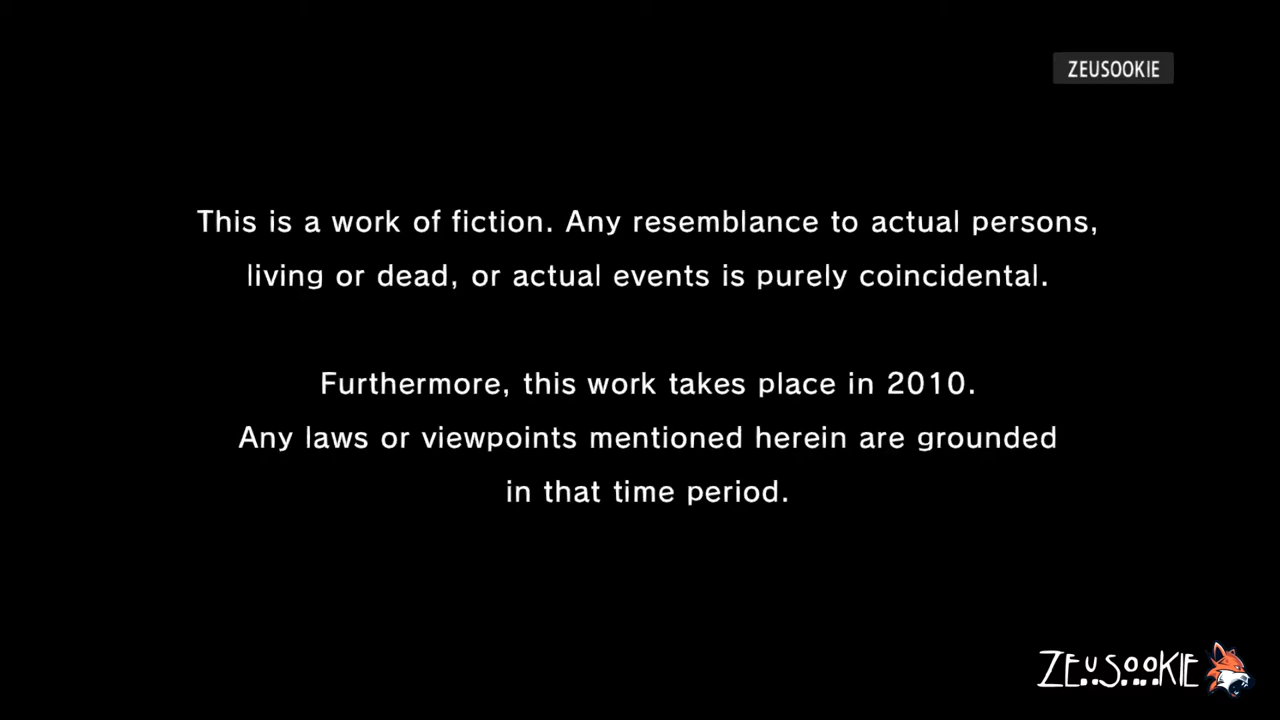 ZEUSOOKIE
This is a work of fiction. Any resemblance to actual persons,
living or dead, or actual events is purely coincidental.
Furthermore, this work takes place in 2010.
Any laws or viewpoints mentioned herein are grounded
in that time period.
ZEUSOOKIE